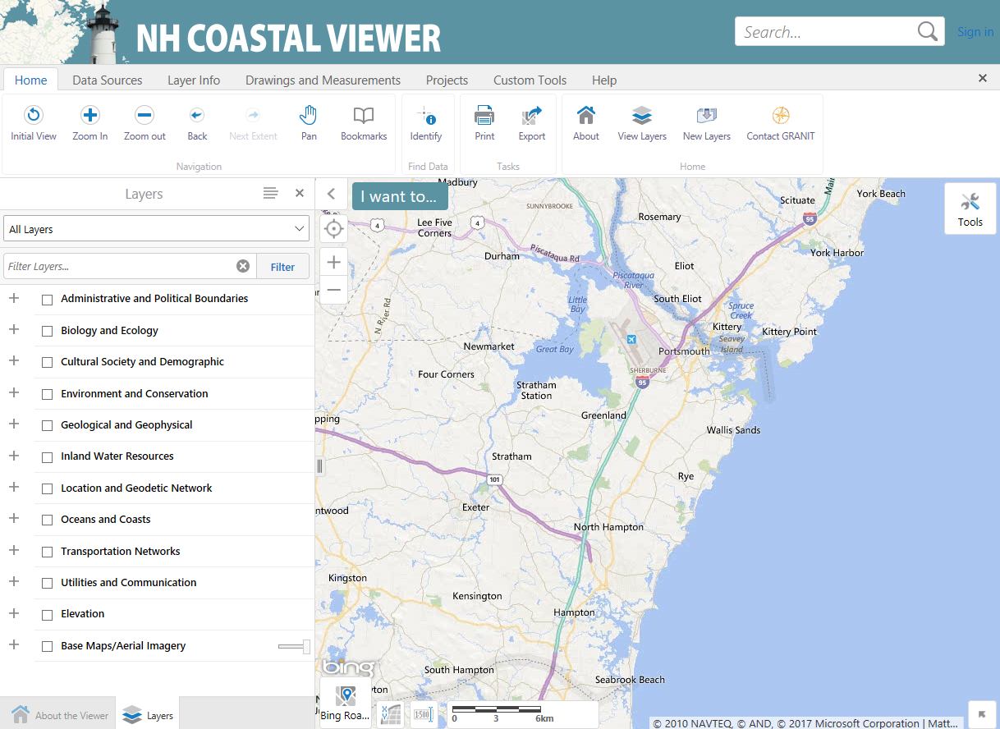 NH COASTAL VIEWER
Search...
Sign in
Home
Data Sources
Layer Info
Drawings and Measurements
Projects
Custom Tools
Help
Initial View
Zoom In
Zoom out
Back
Next Extent
Pan
Bookmarks
Identify
Print
Export
About
View Layers
New Layers
Contact GRANIT
Navigation
Find Data
Tasks
Home
Layers
I want to...
Tools
All Layers
Filter Layers...
Filter
Administrative and Political Boundaries
Biology and Ecology
Cultural Society and Demographic
Environment and Conservation
Geological and Geophysical
Inland Water Resources
Location and Geodetic Network
Oceans and Coasts
Transportation Networks
Utilities and Communication
Elevation
Base Maps/Aerial Imagery
About the Viewer
Layers
Madbury
SUNNYBROOKE
Main
York Beach
Scituate
Rosemary
95
Lee Five
Corners
4
4
York Harbor
Piscataqua Rd
Durham
Eliot
Piscataqua
River
South Eliot
Little
Bay
N River Rd
Spruce
Creek
Kittery
Kittery Point
Seavey
Island
Newmarket
Great Bay
Portsmouth
SHERBURNE
95
Four Corners
Stratham
Station
Greenland
pping
Wallis Sands
Stratham
101
Rye
Exeter
ntwood
North Hampton
Kingston
Kensington
Hampton
bing
South Hampton
Seabrook Beach
yton
Bing Roa...
X,Y
1:500
0 3 6km
© 2010 NAVTEQ, © AND, © 2017 Microsoft Corporation | Matt...